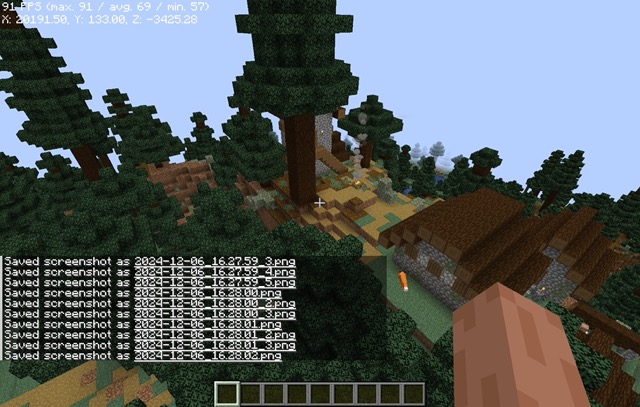 91 FPS (max. 91 / avg. 69 / min. 57)
X: 20191.50, Y: 133.00, Z: -3425.28
Saved screenshot as 2024-12-06_16.27.59_3.png
Saved screenshot as 2024-12-06_16.27.59_4.png
Saved screenshot as 2024-12-06_16.27.59_5.png
Saved screenshot as 2024-12-06_16.28.00.png
Saved screenshot as 2024-12-06_16.28.00_2.png
Saved screenshot as 2024-12-06_16.28.00_3.png
Saved screenshot as 2024-12-06_16.28.01.png
Saved screenshot as 2024-12-06_16.28.01_2.png
Saved screenshot as 2024-12-06_16.28.01_3.png
Saved screenshot as 2024-12-06_16.28.02.png